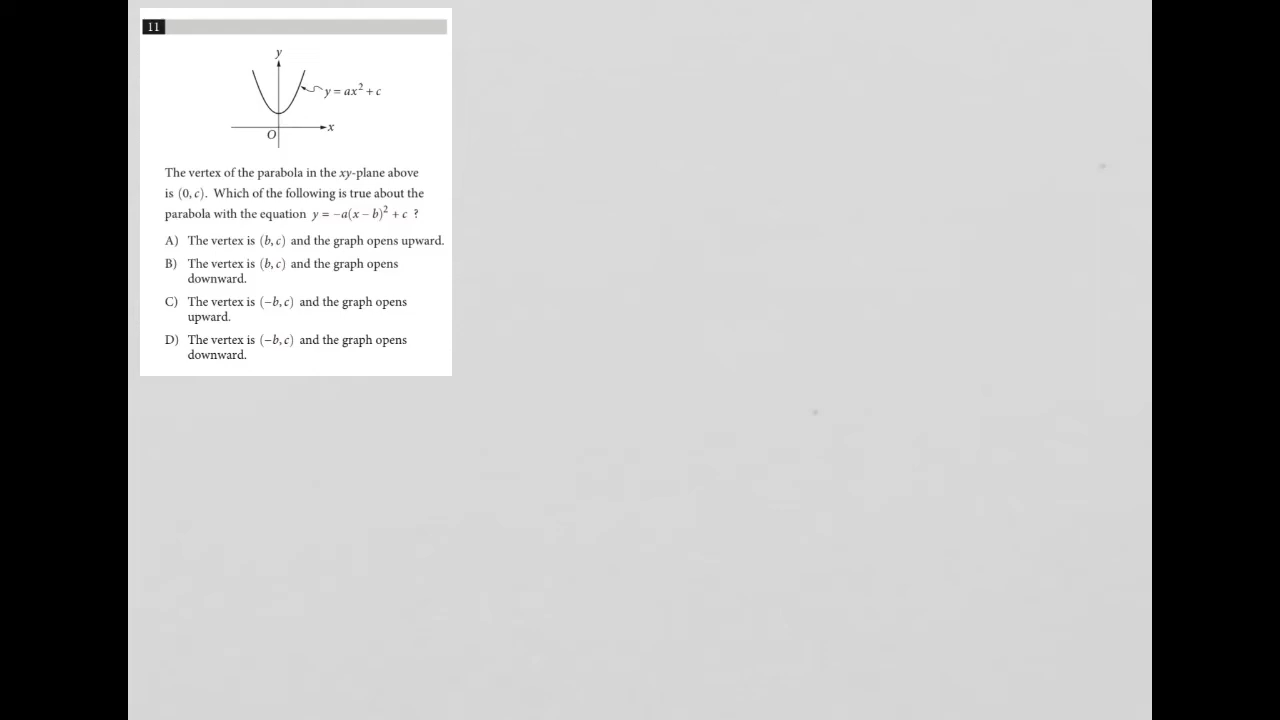 11
y
y = ax² + c
x
O
The vertex of the parabola in the xy-plane above
is (0, c). Which of the following is true about the
parabola with the equation y = −a(x − b)² + c ?
A) The vertex is (b, c) and the graph opens upward.
B) The vertex is (b, c) and the graph opens
downward.
C) The vertex is (−b, c) and the graph opens
upward.
D) The vertex is (−b, c) and the graph opens
downward.